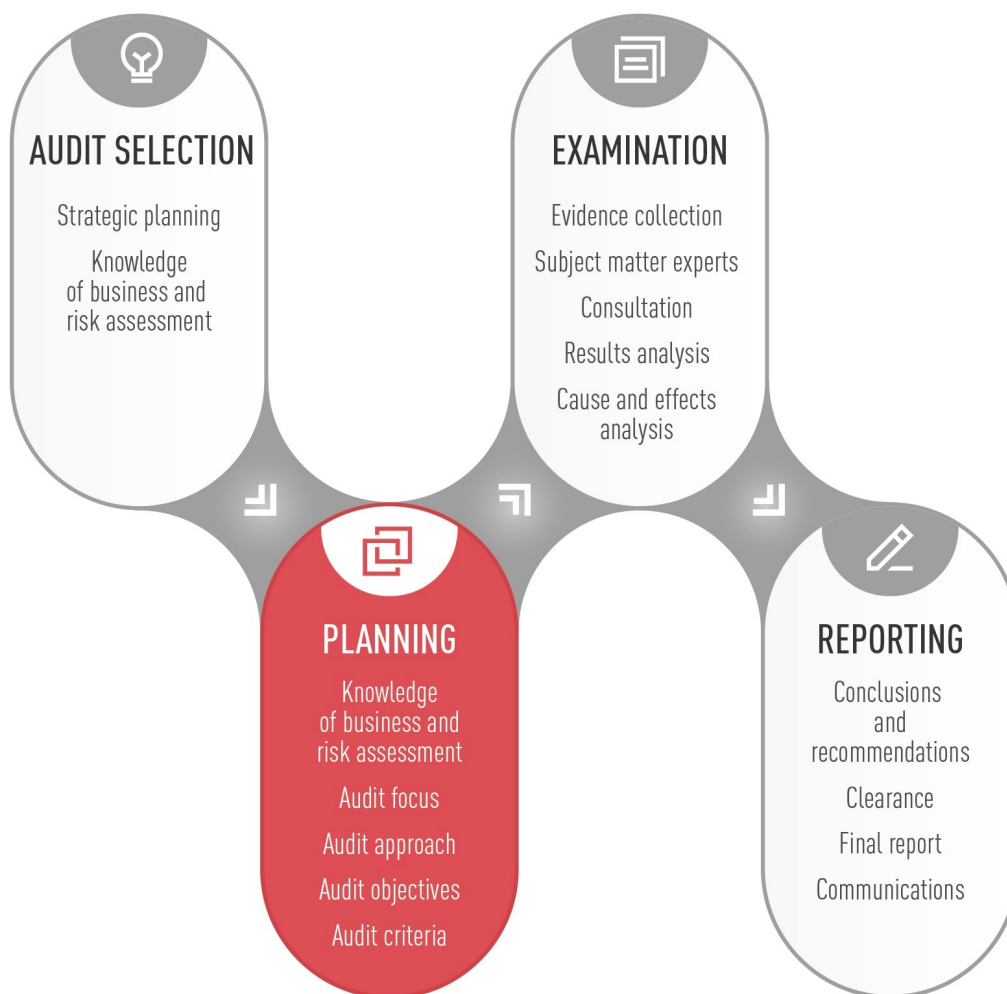 AUDIT SELECTION
Strategic planning
Knowledge
of business and
risk assessment
PLANNING
Knowledge
of business and
risk assessment
Audit focus
Audit approach
Audit objectives
Audit criteria
EXAMINATION
Evidence collection
Subject matter experts
Consultation
Results analysis
Cause and effects
analysis
REPORTING
Conclusions
and
recommendations
Clearance
Final report
Communications